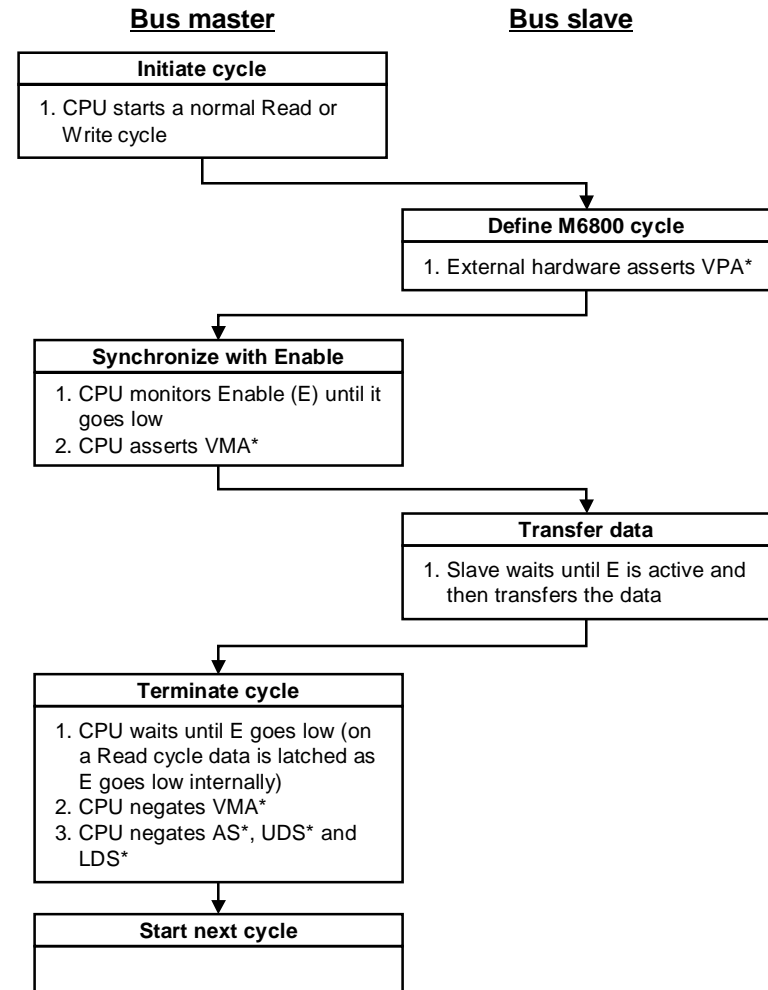 Bus master
Bus slave
Initiate cycle
1. CPU starts a normal Read or
Write cycle
Define M6800 cycle
1. External hardware asserts VPA*
Synchronize with Enable
1. CPU monitors Enable (E) until it
goes low
2. CPU asserts VMA*
Transfer data
1. Slave waits until E is active and
then transfers the data
Terminate cycle
1. CPU waits until E goes low (on
a Read cycle data is latched as
E goes low internally)
2. CPU negates VMA*
3. CPU negates AS*, UDS* and
LDS*
Start next cycle